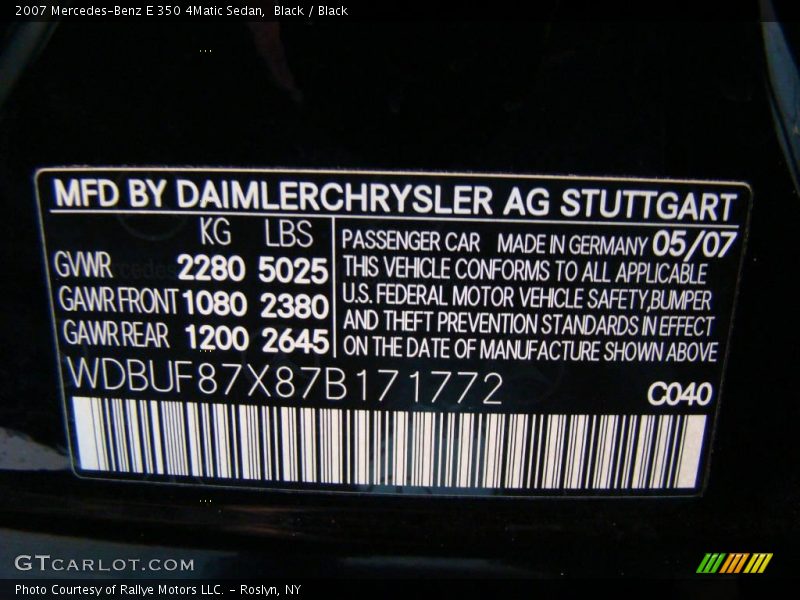 2007 Mercedes-Benz E 350 4Matic Sedan, Black / Black
MFD BY DAIMLERCHRYSLER AG STUTTGART
KG LBS
GVWR 2280 5025
GAWR FRONT 1080 2380
GAWR REAR 1200 2645
PASSENGER CAR MADE IN GERMANY 05/07
THIS VEHICLE CONFORMS TO ALL APPLICABLE
U.S. FEDERAL MOTOR VEHICLE SAFETY,BUMPER
AND THEFT PREVENTION STANDARDS IN EFFECT
ON THE DATE OF MANUFACTURE SHOWN ABOVE
WDBUF87X87B171772
C040
GTCARLOT.COM
Photo Courtesy of Rallye Motors LLC. - Roslyn, NY